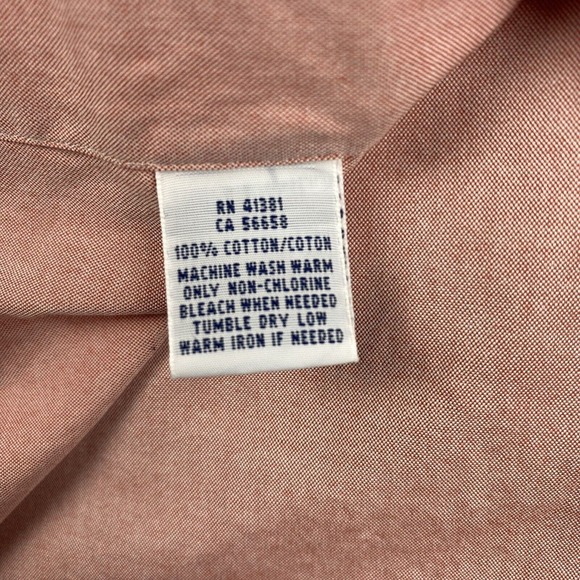 RN 41381
CA 56658
100% COTTON/COTON
MACHINE WASH WARM
ONLY NON-CHLORINE
BLEACH WHEN NEEDED
TUMBLE DRY LOW
WARM IRON IF NEEDED